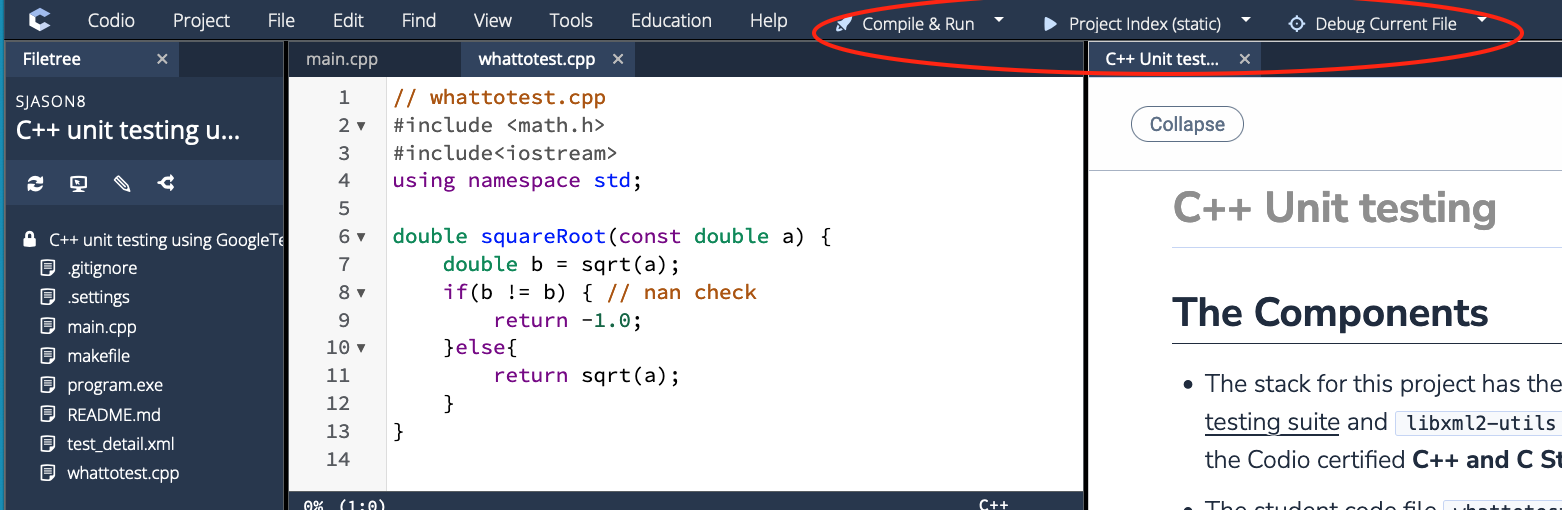 Codio Project File Edit Find View Tools Education Help Compile & Run Project Index (static) Debug Current File
Filetree
SJASON8
C++ unit testing u...
C++ unit testing using GoogleTe
.gitignore
.settings
main.cpp
makefile
program.exe
README.md
test_detail.xml
whattotest.cpp
main.cpp whattotest.cpp
1 // whattotest.cpp
2 #include <math.h>
3 #include<iostream>
4 using namespace std;
5
6 double squareRoot(const double a) {
7 double b = sqrt(a);
8 if(b != b) { // nan check
9 return -1.0;
10 }else{
11 return sqrt(a);
12 }
13 }
14
0% (1:0) C++
C++ Unit test...
Collapse
C++ Unit testing
The Components
• The stack for this project has the
testing suite and libxml2-utils
the Codio certified C++ and C St
• The student code file whattotes